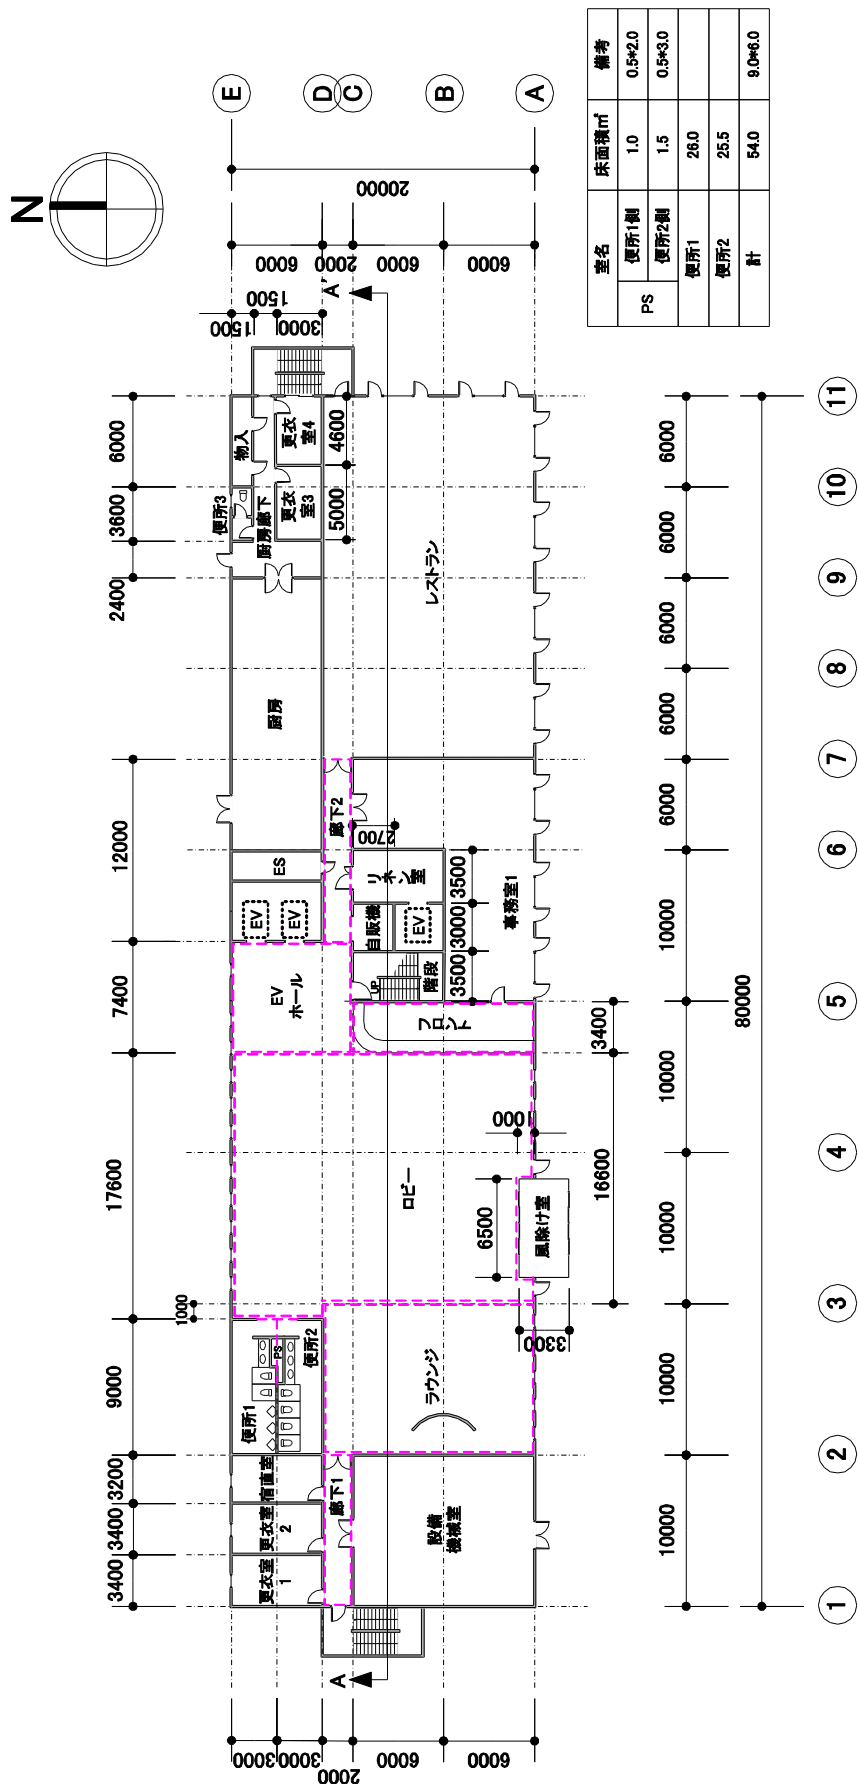 N
E
D
C
B
A
20000
6000
2000
6000
6000
1500
1500
3000
A'
室名
床面積㎡
備考
PS
便所1側
1.0
0.5*2.0
便所2側
1.5
0.5*3.0
便所1
26.0
便所2
25.5
計
54.0
9.0*6.0
3400
3400
3200
9000
1000
17600
7400
12000
2400
3600
6000
更衣室
1
更衣室
2
宿直室
便所1
便所2
PS
EV
ホール
EV
EV
ES
厨房
便所3
厨房廊下
物入
更衣
室3
更衣
室4
5000
4600
廊下1
廊下2
設備
機械室
ラウンジ
ロビー
フロント
UP
階段
自販機
EV
リネン
室
2700
3500
3000
3500
事務室1
レストラン
風除け室
6500
1000
3300
16600
3400
A
3000
3000
2000
6000
6000
10000
10000
10000
10000
10000
6000
6000
6000
6000
6000
80000
1
2
3
4
5
6
7
8
9
10
11